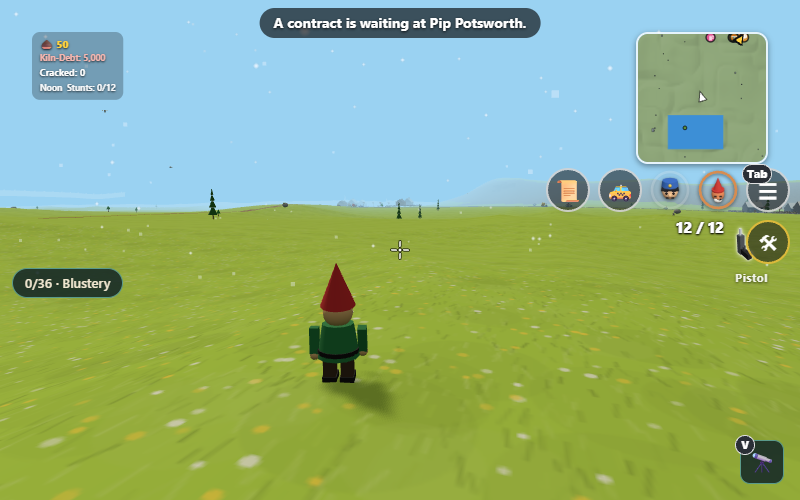 A contract is waiting at Pip Potsworth.
50
Kiln-Debt: 5,000
Cracked: 0
Noon Stunts: 0/12
Tab
12 / 12
Pistol
0/36 · Blustery
V